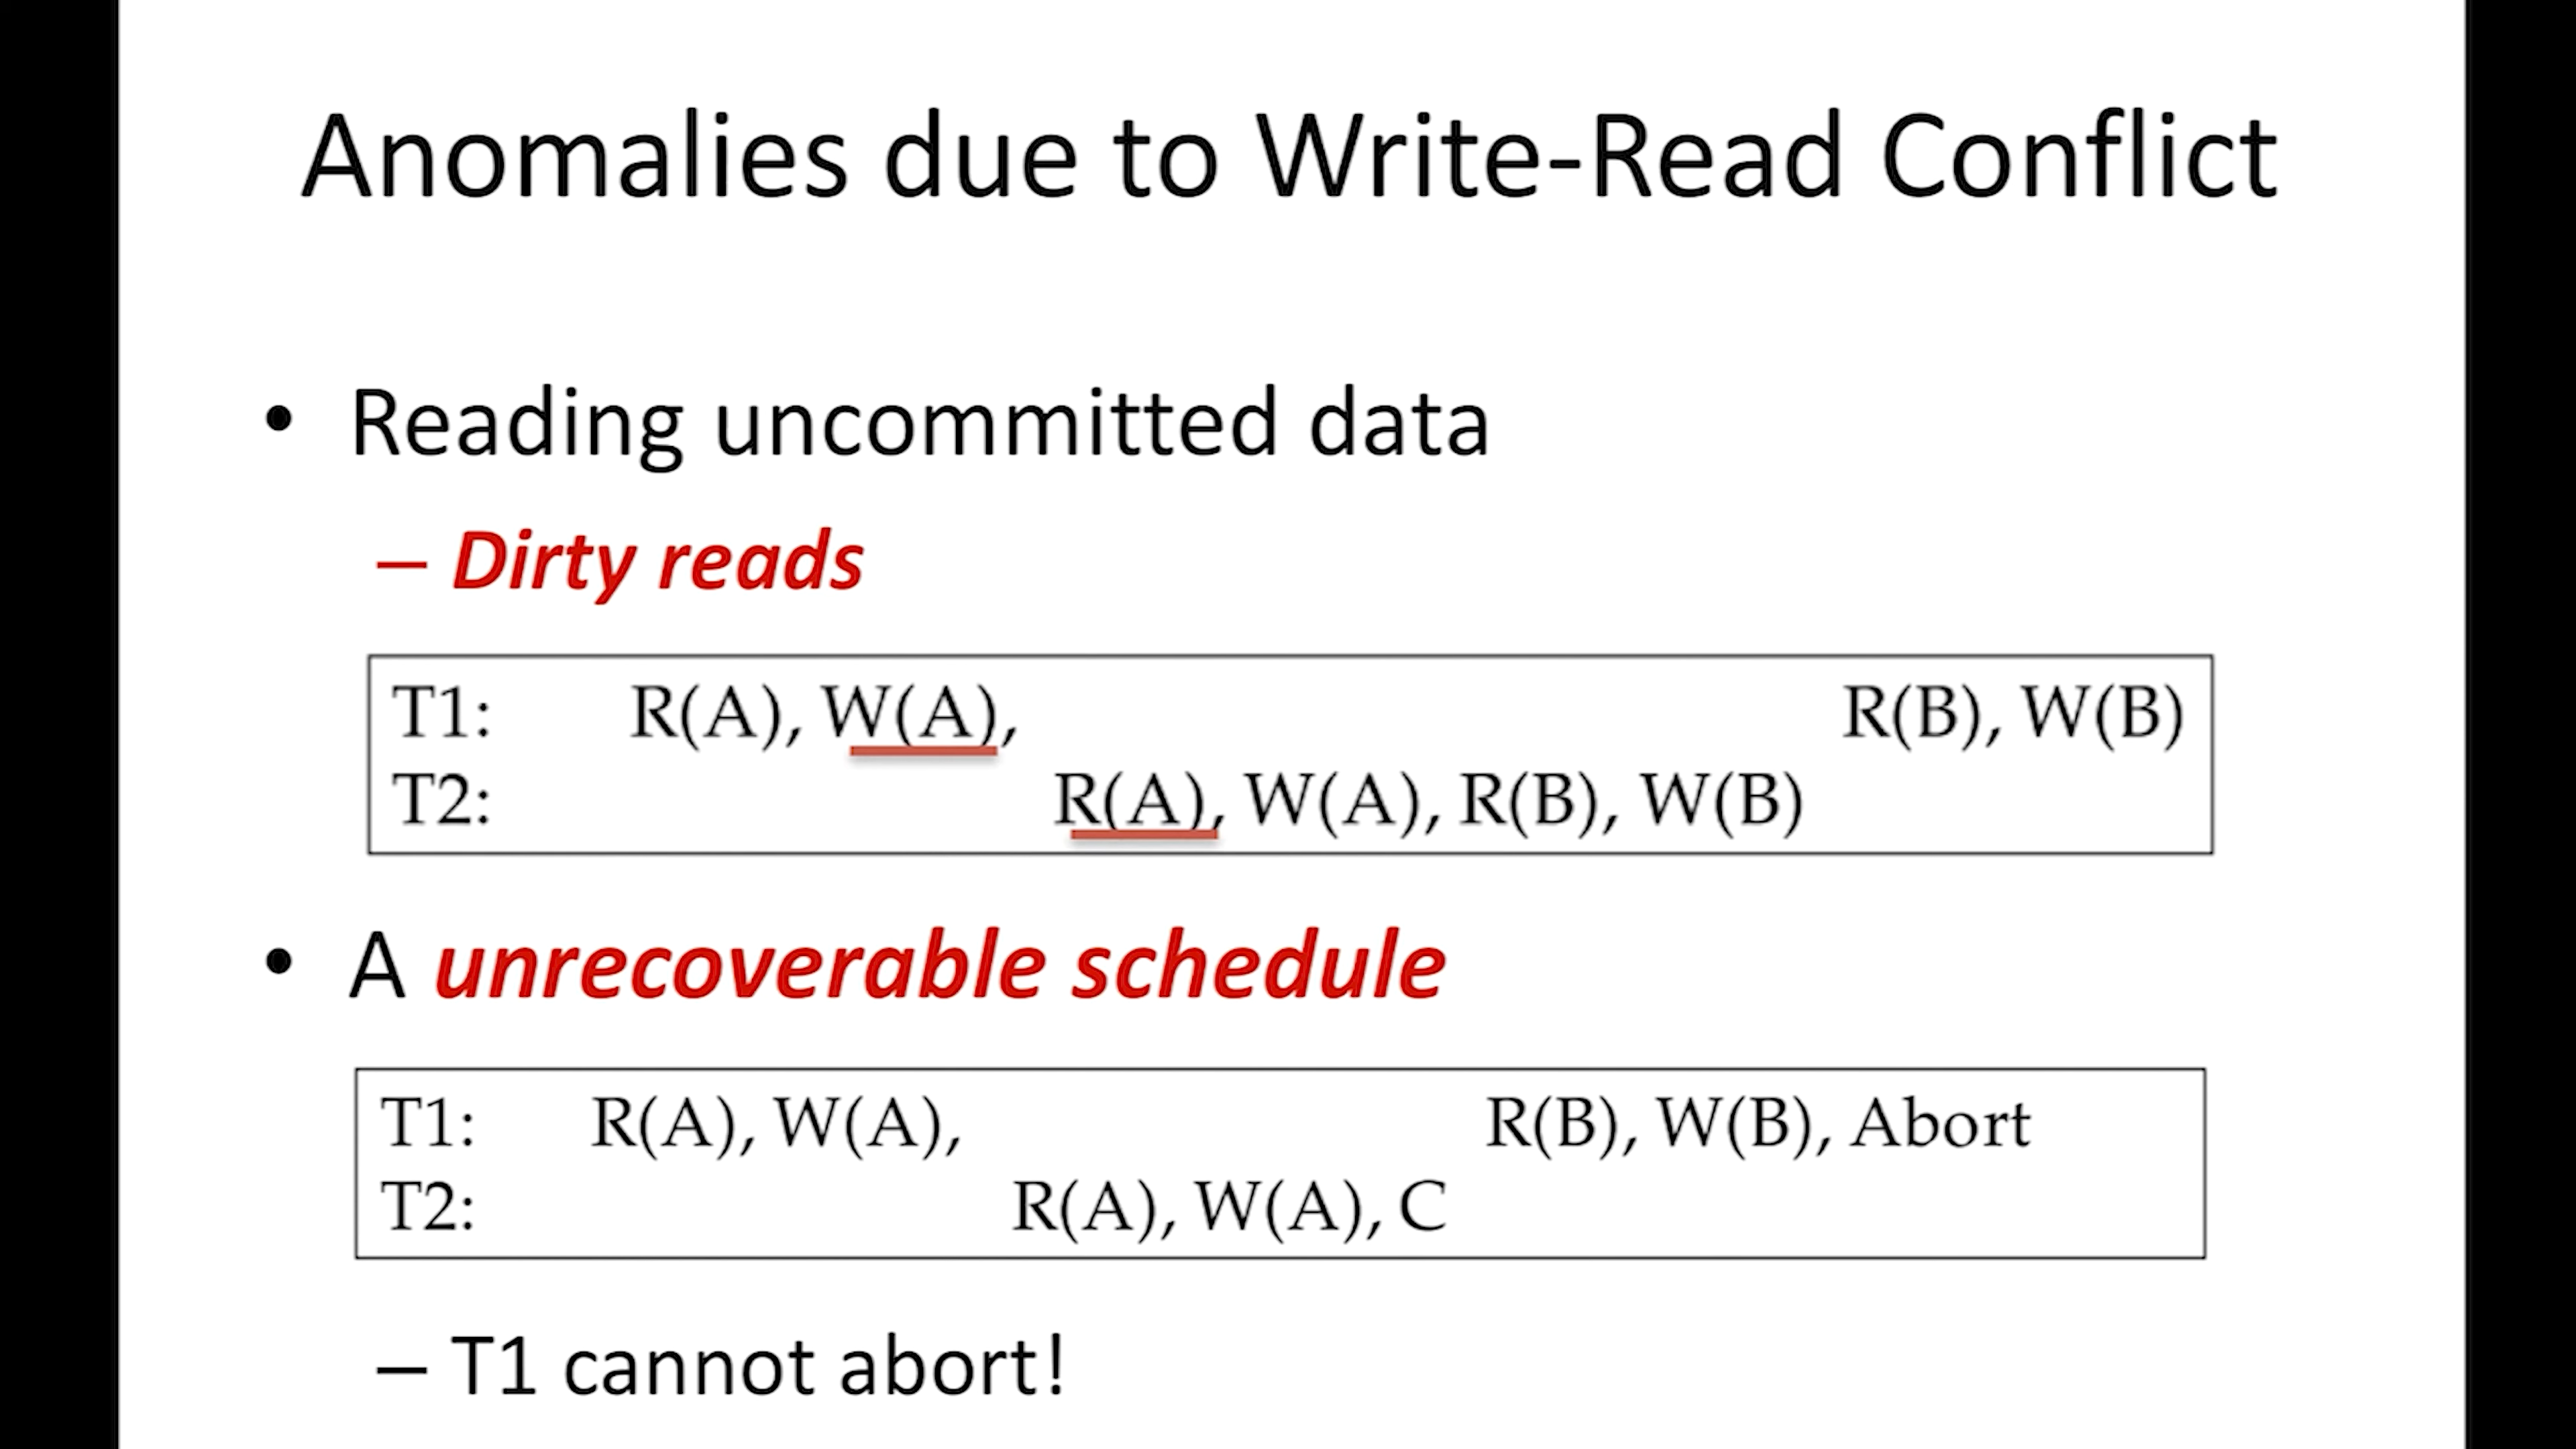 Anomalies due to Write-Read Conflict
• Reading uncommitted data
– Dirty reads
T1: R(A), W(A), R(B), W(B)
T2: R(A), W(A), R(B), W(B)
• A unrecoverable schedule
T1: R(A), W(A), R(B), W(B), Abort
T2: R(A), W(A), C
– T1 cannot abort!